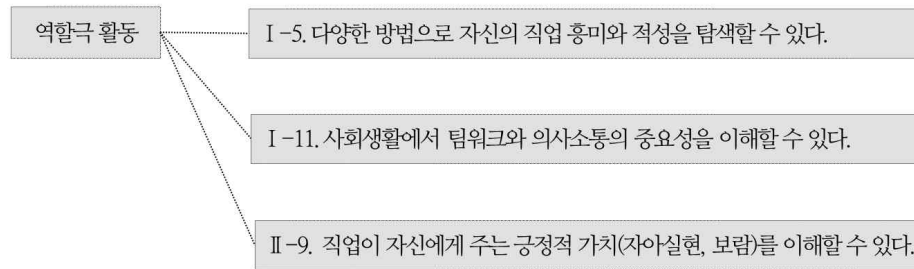 역할극 활동
Ⅰ-5. 다양한 방법으로 자신의 직업 흥미와 적성을 탐색할 수 있다.
Ⅰ-11. 사회생활에서 팀워크와 의사소통의 중요성을 이해할 수 있다.
Ⅱ-9. 직업이 자신에게 주는 긍정적 가치(자아실현, 보람)를 이해할 수 있다.